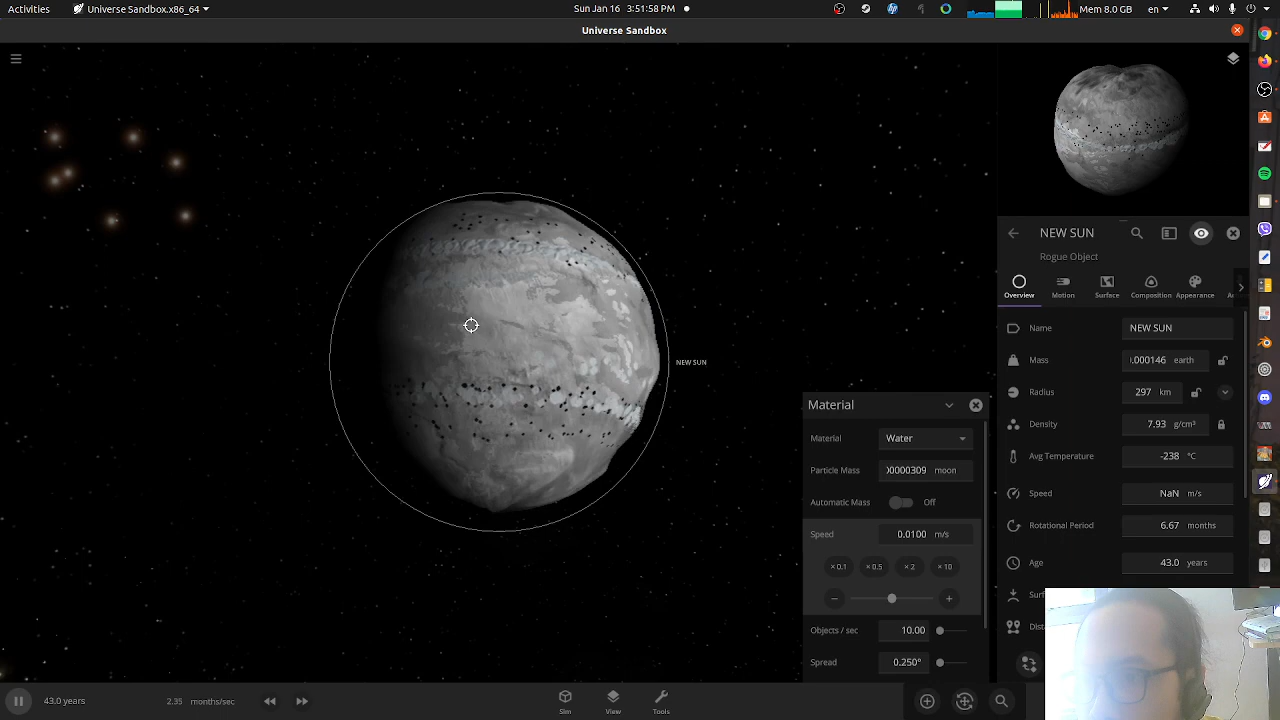 Activities
Universe Sandbox.x86_64
Sun Jan 16 3:51:58 PM
Mem 8.0 GB
en
Universe Sandbox
NEW SUN
Rogue Object
Overview Motion Surface Composition Appearance
Name NEW SUN
Mass .000146 earth
Radius 297 km
Density 7.93 g/cm³
Avg Temperature -238 °C
Speed NaN m/s
Rotational Period 6.67 months
Age 43.0 years
NEW SUN
Material
Material Water
Particle Mass 00000309 moon
Automatic Mass Off
Speed 0.0100 m/s
× 0.1 × 0.5 × 2 × 10
Objects / sec 10.00
Spread 0.250°
43.0 years
2.35 months/sec
Sim View Tools